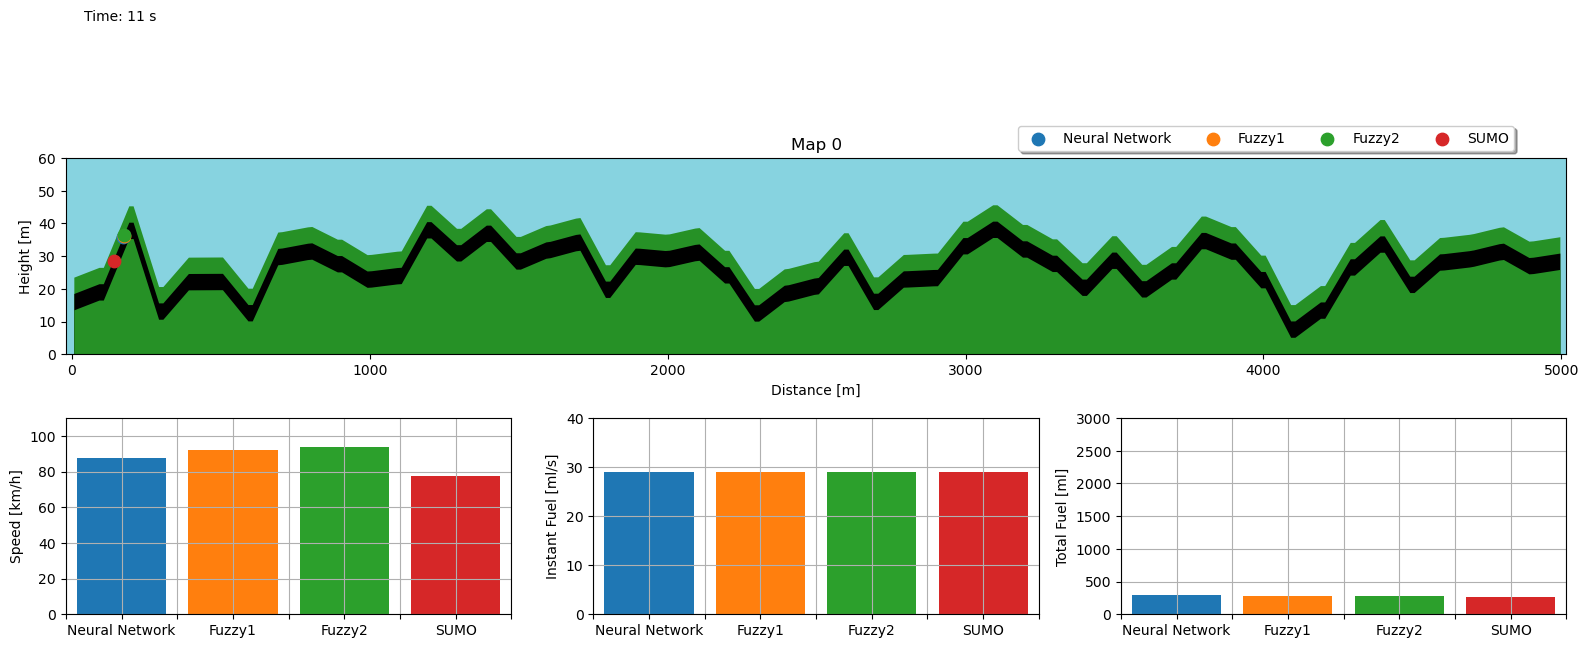 Time: 11 s
Map 0
Neural Network Fuzzy1 Fuzzy2 SUMO
Height [m]
60
50
40
30
20
10
0
0 1000 2000 3000 4000 5000
Distance [m]
Speed [km/h]
100
80
60
40
20
0
Neural Network Fuzzy1 Fuzzy2 SUMO
Instant Fuel [ml/s]
40
30
20
10
0
Neural Network Fuzzy1 Fuzzy2 SUMO
Total Fuel [ml]
3000
2500
2000
1500
1000
500
0
Neural Network Fuzzy1 Fuzzy2 SUMO